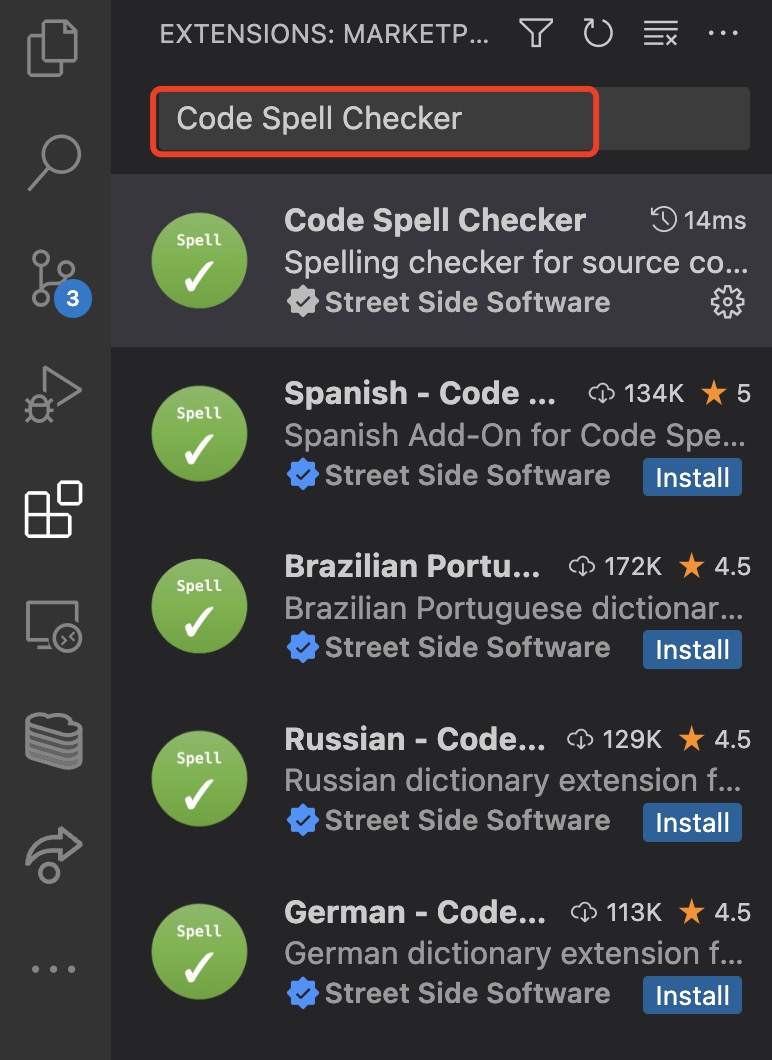 EXTENSIONS: MARKETP...
Code Spell Checker
Spell
Code Spell Checker 14ms
Spelling checker for source co...
Street Side Software
3
Spell
Spanish - Code ... 134K 5
Spanish Add-On for Code Spe...
Street Side Software Install
Spell
Brazilian Portu... 172K 4.5
Brazilian Portuguese dictionar...
Street Side Software Install
Spell
Russian - Code... 129K 4.5
Russian dictionary extension f...
Street Side Software Install
Spell
German - Code... 113K 4.5
German dictionary extension f...
Street Side Software Install